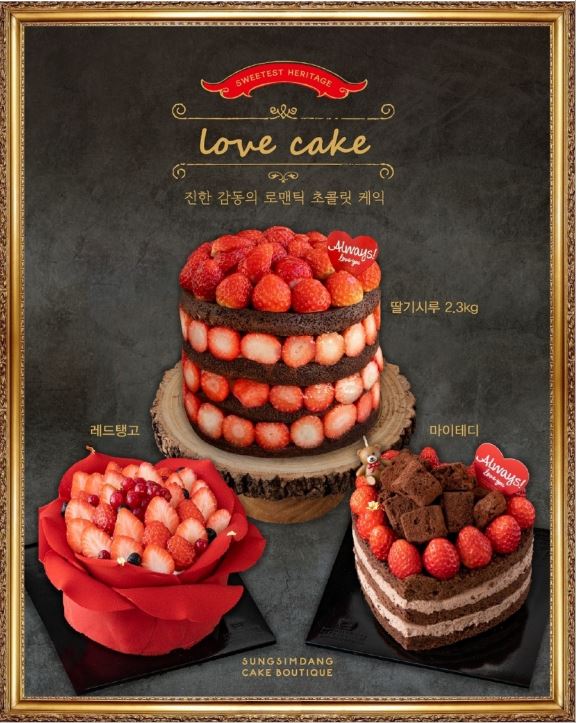 SWEETEST HERITAGE
love cake
진한 감동의 로맨틱 초콜릿 케익
Always!
love you
딸기시루 2.3kg
레드탱고
마이테디
Always!
love you
SUNGSIMDANG
CAKE BOUTIQUE